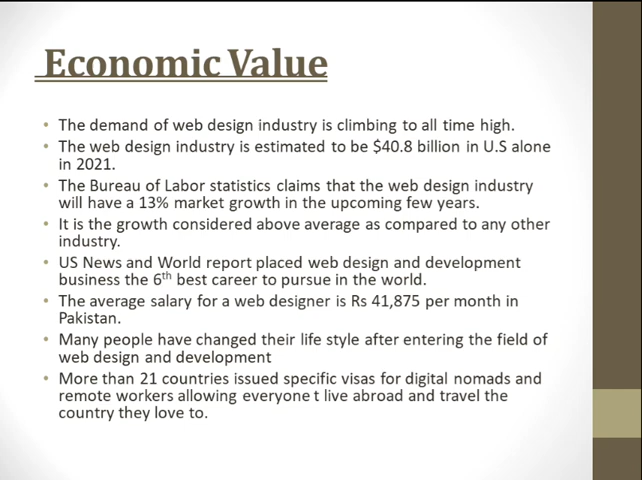 Economic Value
• The demand of web design industry is climbing to all time high.
• The web design industry is estimated to be $40.8 billion in U.S alone
in 2021.
• The Bureau of Labor statistics claims that the web design industry
will have a 13% market growth in the upcoming few years.
• It is the growth considered above average as compared to any other
industry.
• US News and World report placed web design and development
business the 6th best career to pursue in the world.
• The average salary for a web designer is Rs 41,875 per month in
Pakistan.
• Many people have changed their life style after entering the field of
web design and development
• More than 21 countries issued specific visas for digital nomads and
remote workers allowing everyone t live abroad and travel the
country they love to.